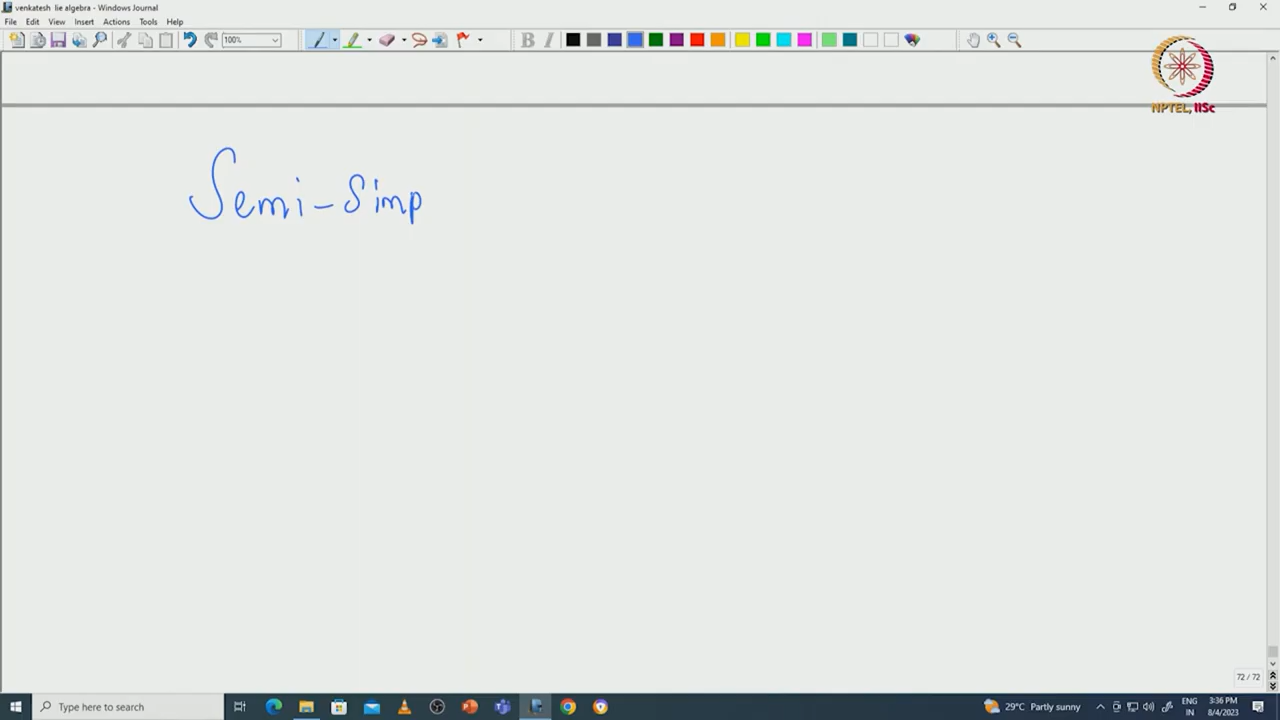 venkatesh lie algebra - Windows Journal
File Edit View Insert Actions Tools Help
100%
B I
NPTEL, IISc
Semi-Simp
72 / 72
Type here to search
29°C Partly sunny
ENG
IN
3:36 PM
8/4/2023